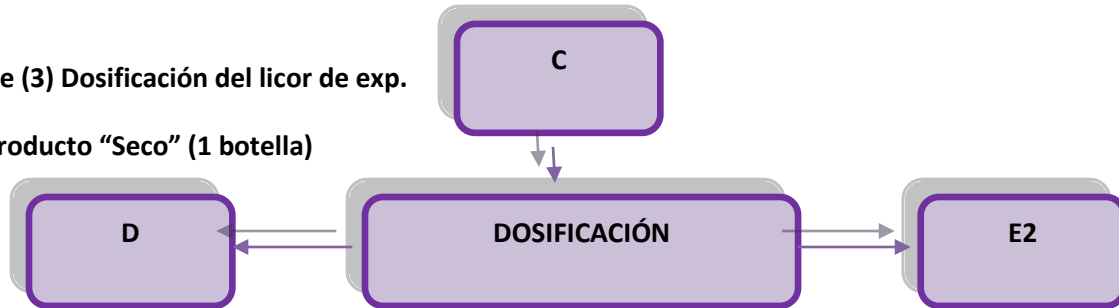 C
e (3) Dosificación del licor de exp.
roducto “Seco” (1 botella)
D
DOSIFICACIÓN
E2